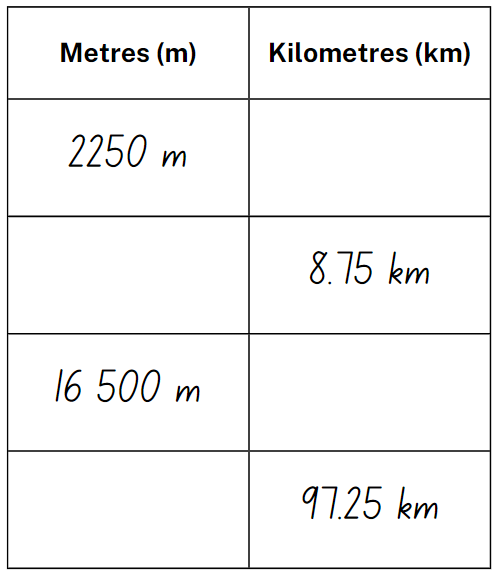 Metres (m) Kilometres (km)
2250 m
8.75 km
16 500 m
97.25 km